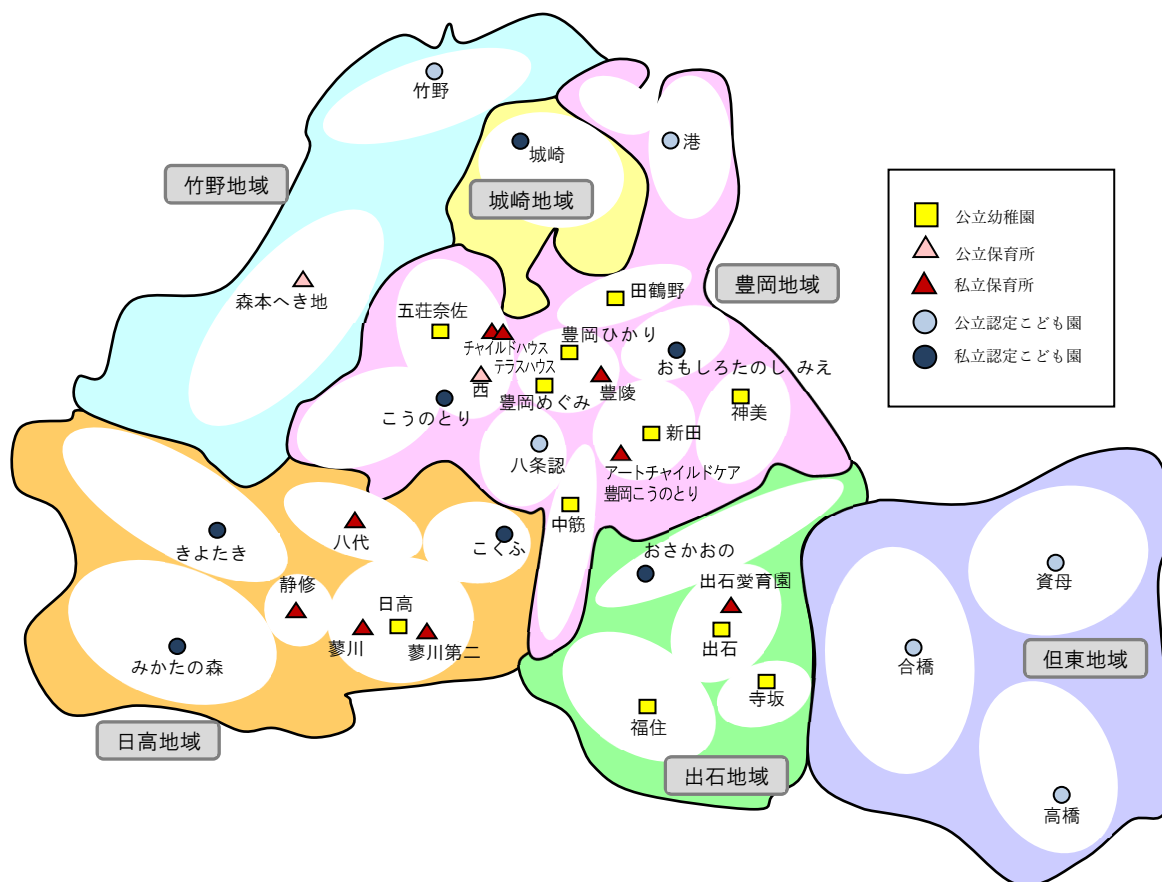 竹野
港
城崎
竹野地域
城崎地域
公立幼稚園
公立保育所
私立保育所
公立認定こども園
私立認定こども園
豊岡地域
森本へき地
田鶴野
五荘奈佐
豊岡ひかり
チャイルドハウス
テラスハウス
おもしろたのし みえ
西
豊岡めぐみ
豊陵
神美
こうのとり
新田
八条認
アートチャイルドケア
豊岡こうのとり
中筋
きよたき
八代
こくふ
おさかおの
資母
静修
日高
出石愛育園
蓼川
蓼川第二
出石
みかたの森
合橋
但東地域
寺坂
福住
日高地域
出石地域
高橋